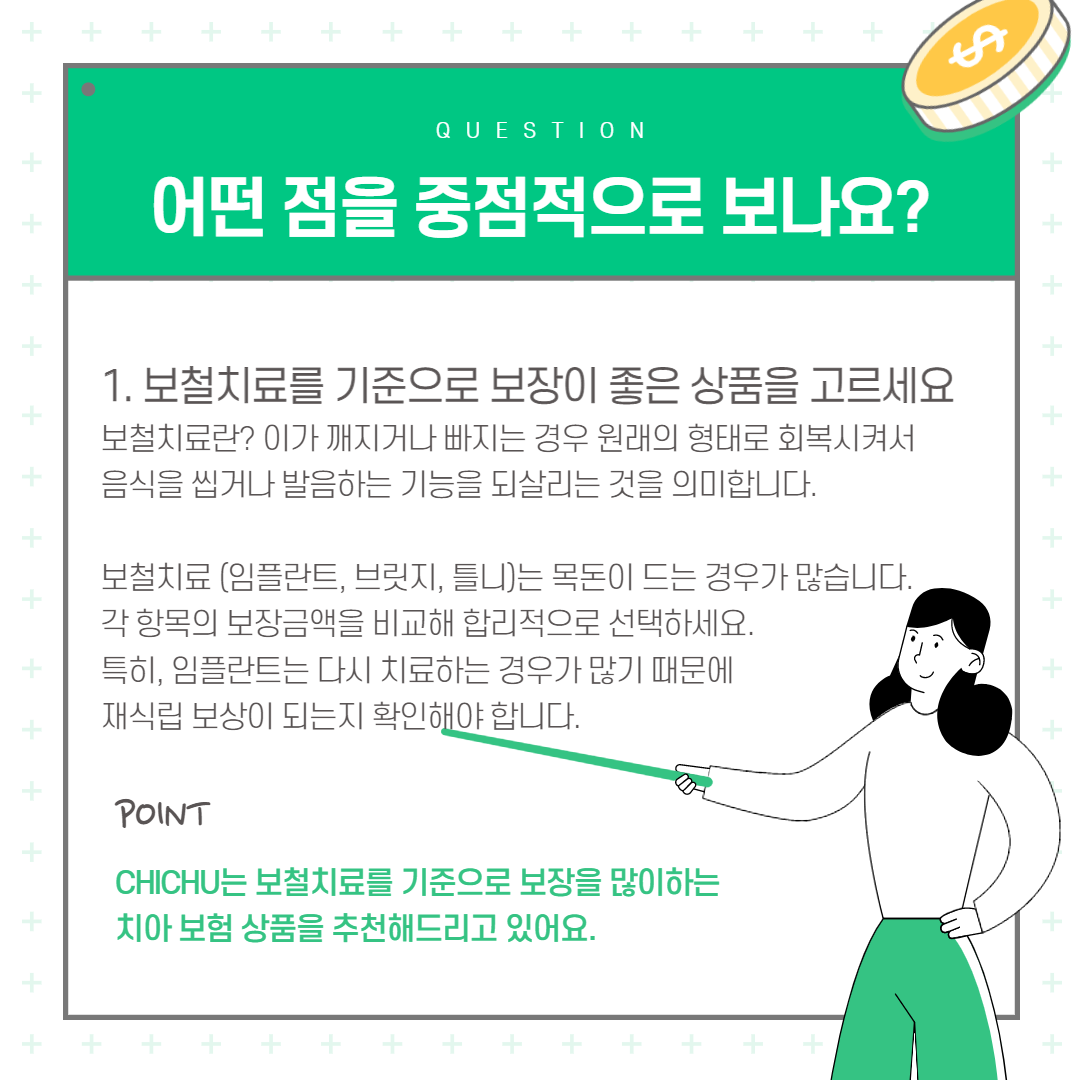 QUESTION
어떤 점을 중점적으로 보나요?
1. 보철치료를 기준으로 보장이 좋은 상품을 고르세요
보철치료란? 이가 깨지거나 빠지는 경우 원래의 형태로 회복시켜서
음식을 씹거나 발음하는 기능을 되살리는 것을 의미합니다.
보철치료 (임플란트, 브릿지, 틀니)는 목돈이 드는 경우가 많습니다.
각 항목의 보장금액을 비교해 합리적으로 선택하세요.
특히, 임플란트는 다시 치료하는 경우가 많기 때문에
재식립 보상이 되는지 확인해야 합니다.
POINT
CHICHU는 보철치료를 기준으로 보장을 많이하는
치아 보험 상품을 추천해드리고 있어요.